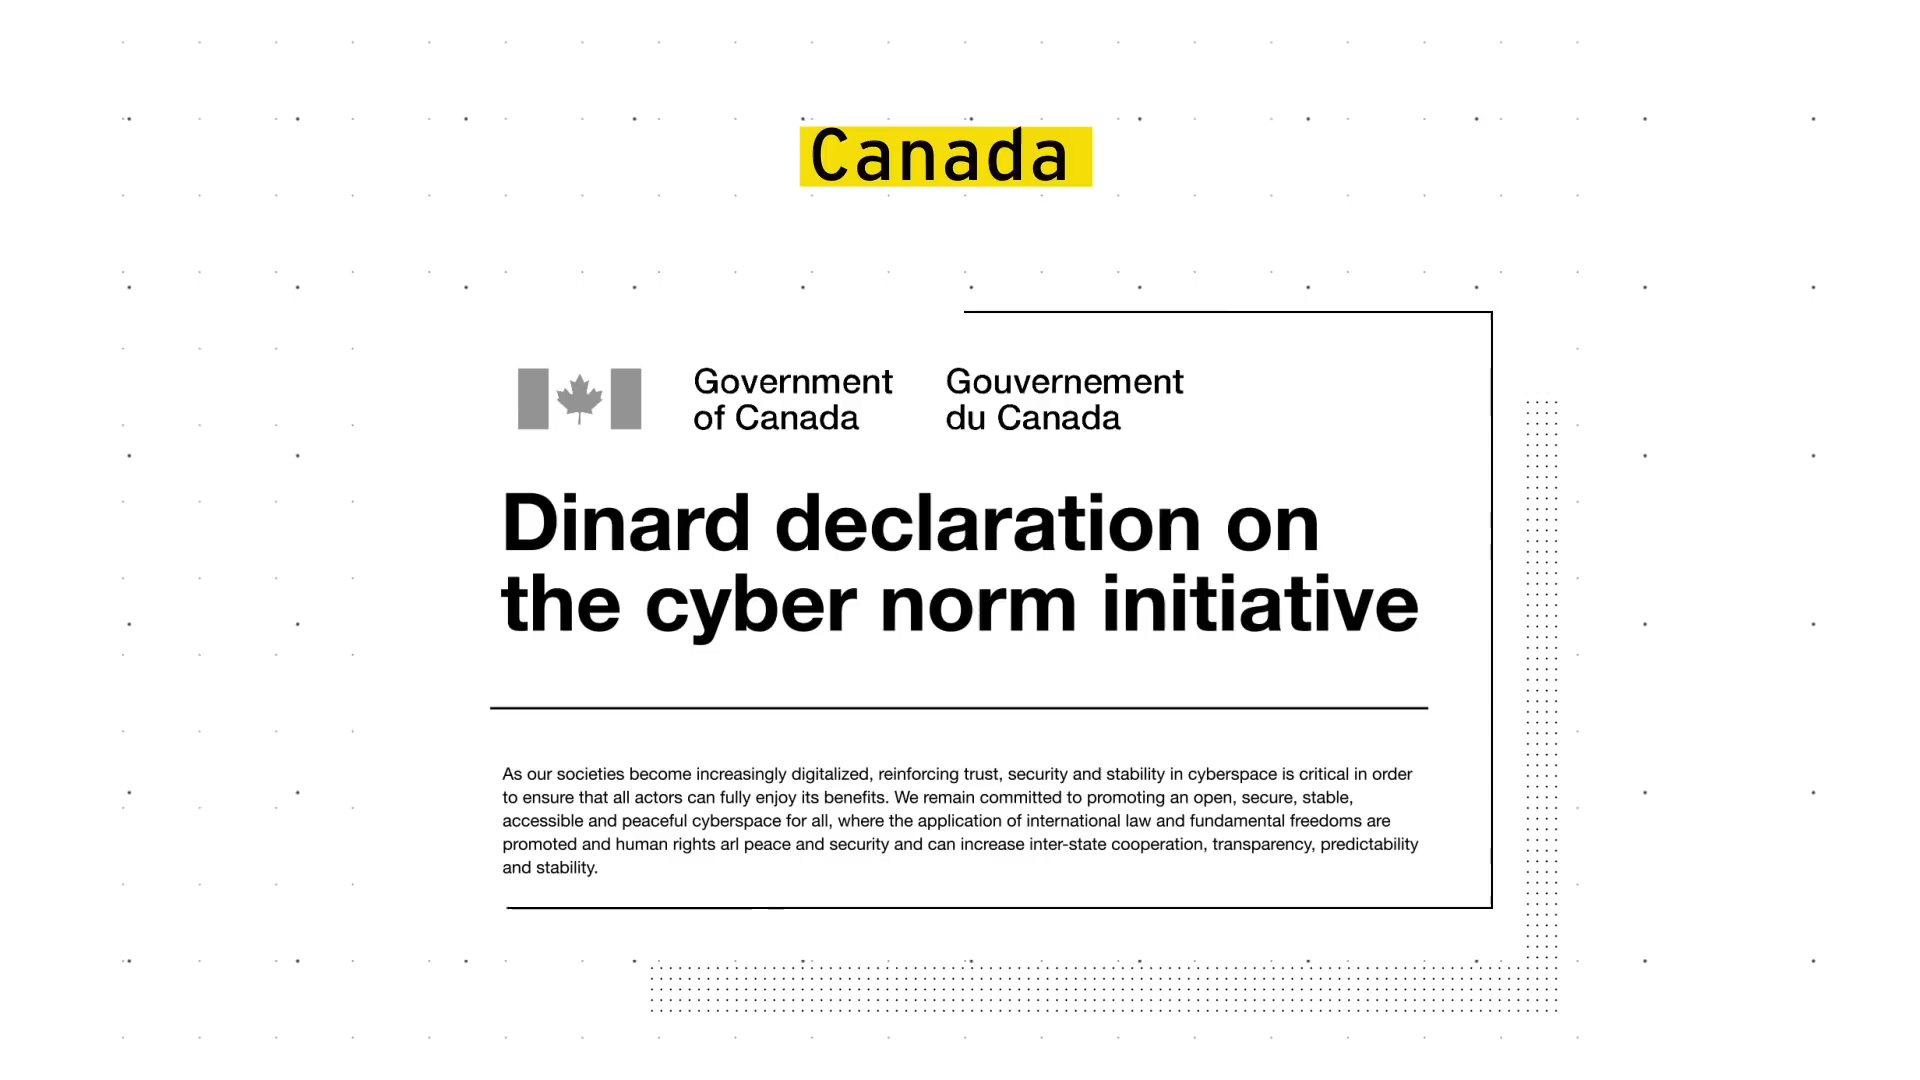 Canada
Government Gouvernement
of Canada du Canada
Dinard declaration on
the cyber norm initiative
As our societies become increasingly digitalized, reinforcing trust, security and stability in cyberspace is critical in order
to ensure that all actors can fully enjoy its benefits. We remain committed to promoting an open, secure, stable,
accessible and peaceful cyberspace for all, where the application of international law and fundamental freedoms are
promoted and human rights arl peace and security and can increase inter-state cooperation, transparency, predictability
and stability.